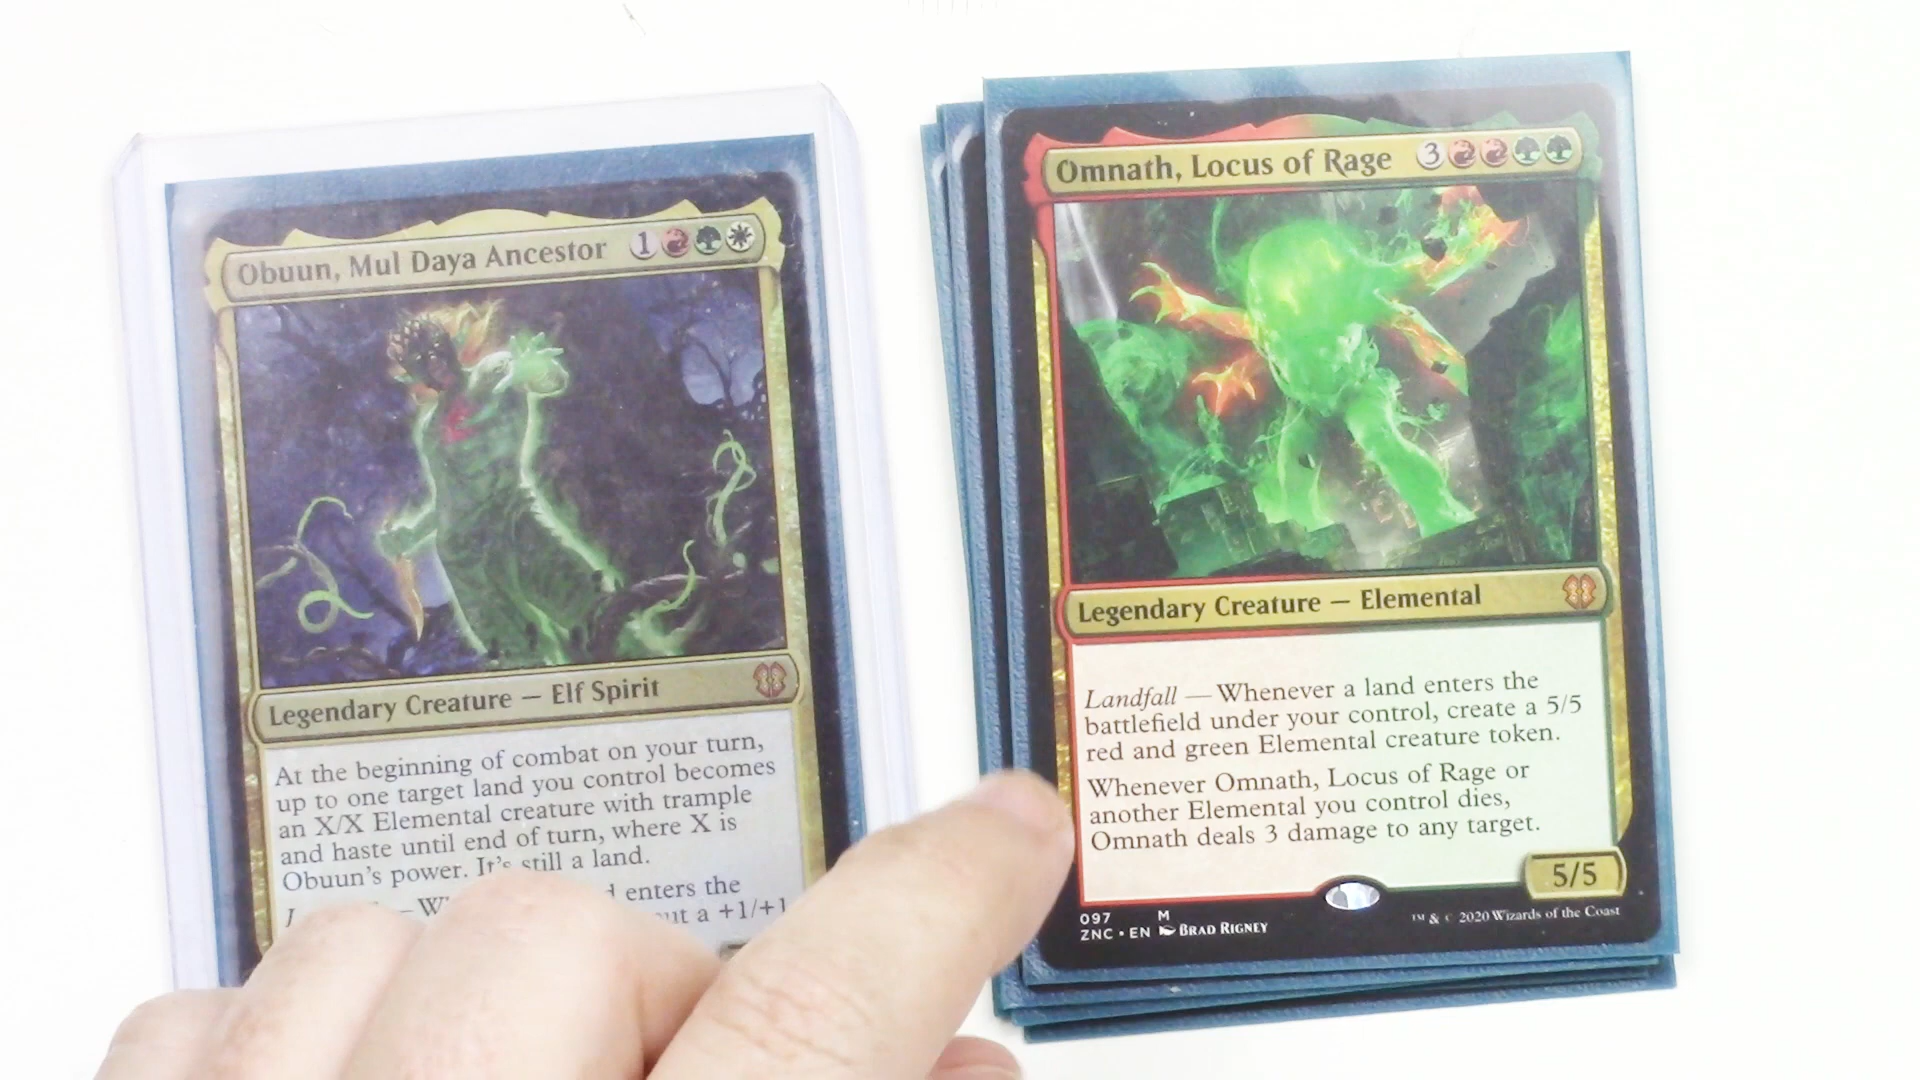 Obuun, Mul Daya Ancestor 1
Legendary Creature — Elf Spirit
At the beginning of combat on your turn,
up to one target land you control becomes
an X/X Elemental creature with trample
and haste until end of turn, where X is
Obuun's power. It's still a land.
enters the
a +1/+1
Omnath, Locus of Rage 3
Legendary Creature — Elemental
Landfall — Whenever a land enters the
battlefield under your control, create a 5/5
red and green Elemental creature token.
Whenever Omnath, Locus of Rage or
another Elemental you control dies,
Omnath deals 3 damage to any target.
5/5
097 M
ZNC • EN Brad Rigney
™ & © 2020 Wizards of the Coast